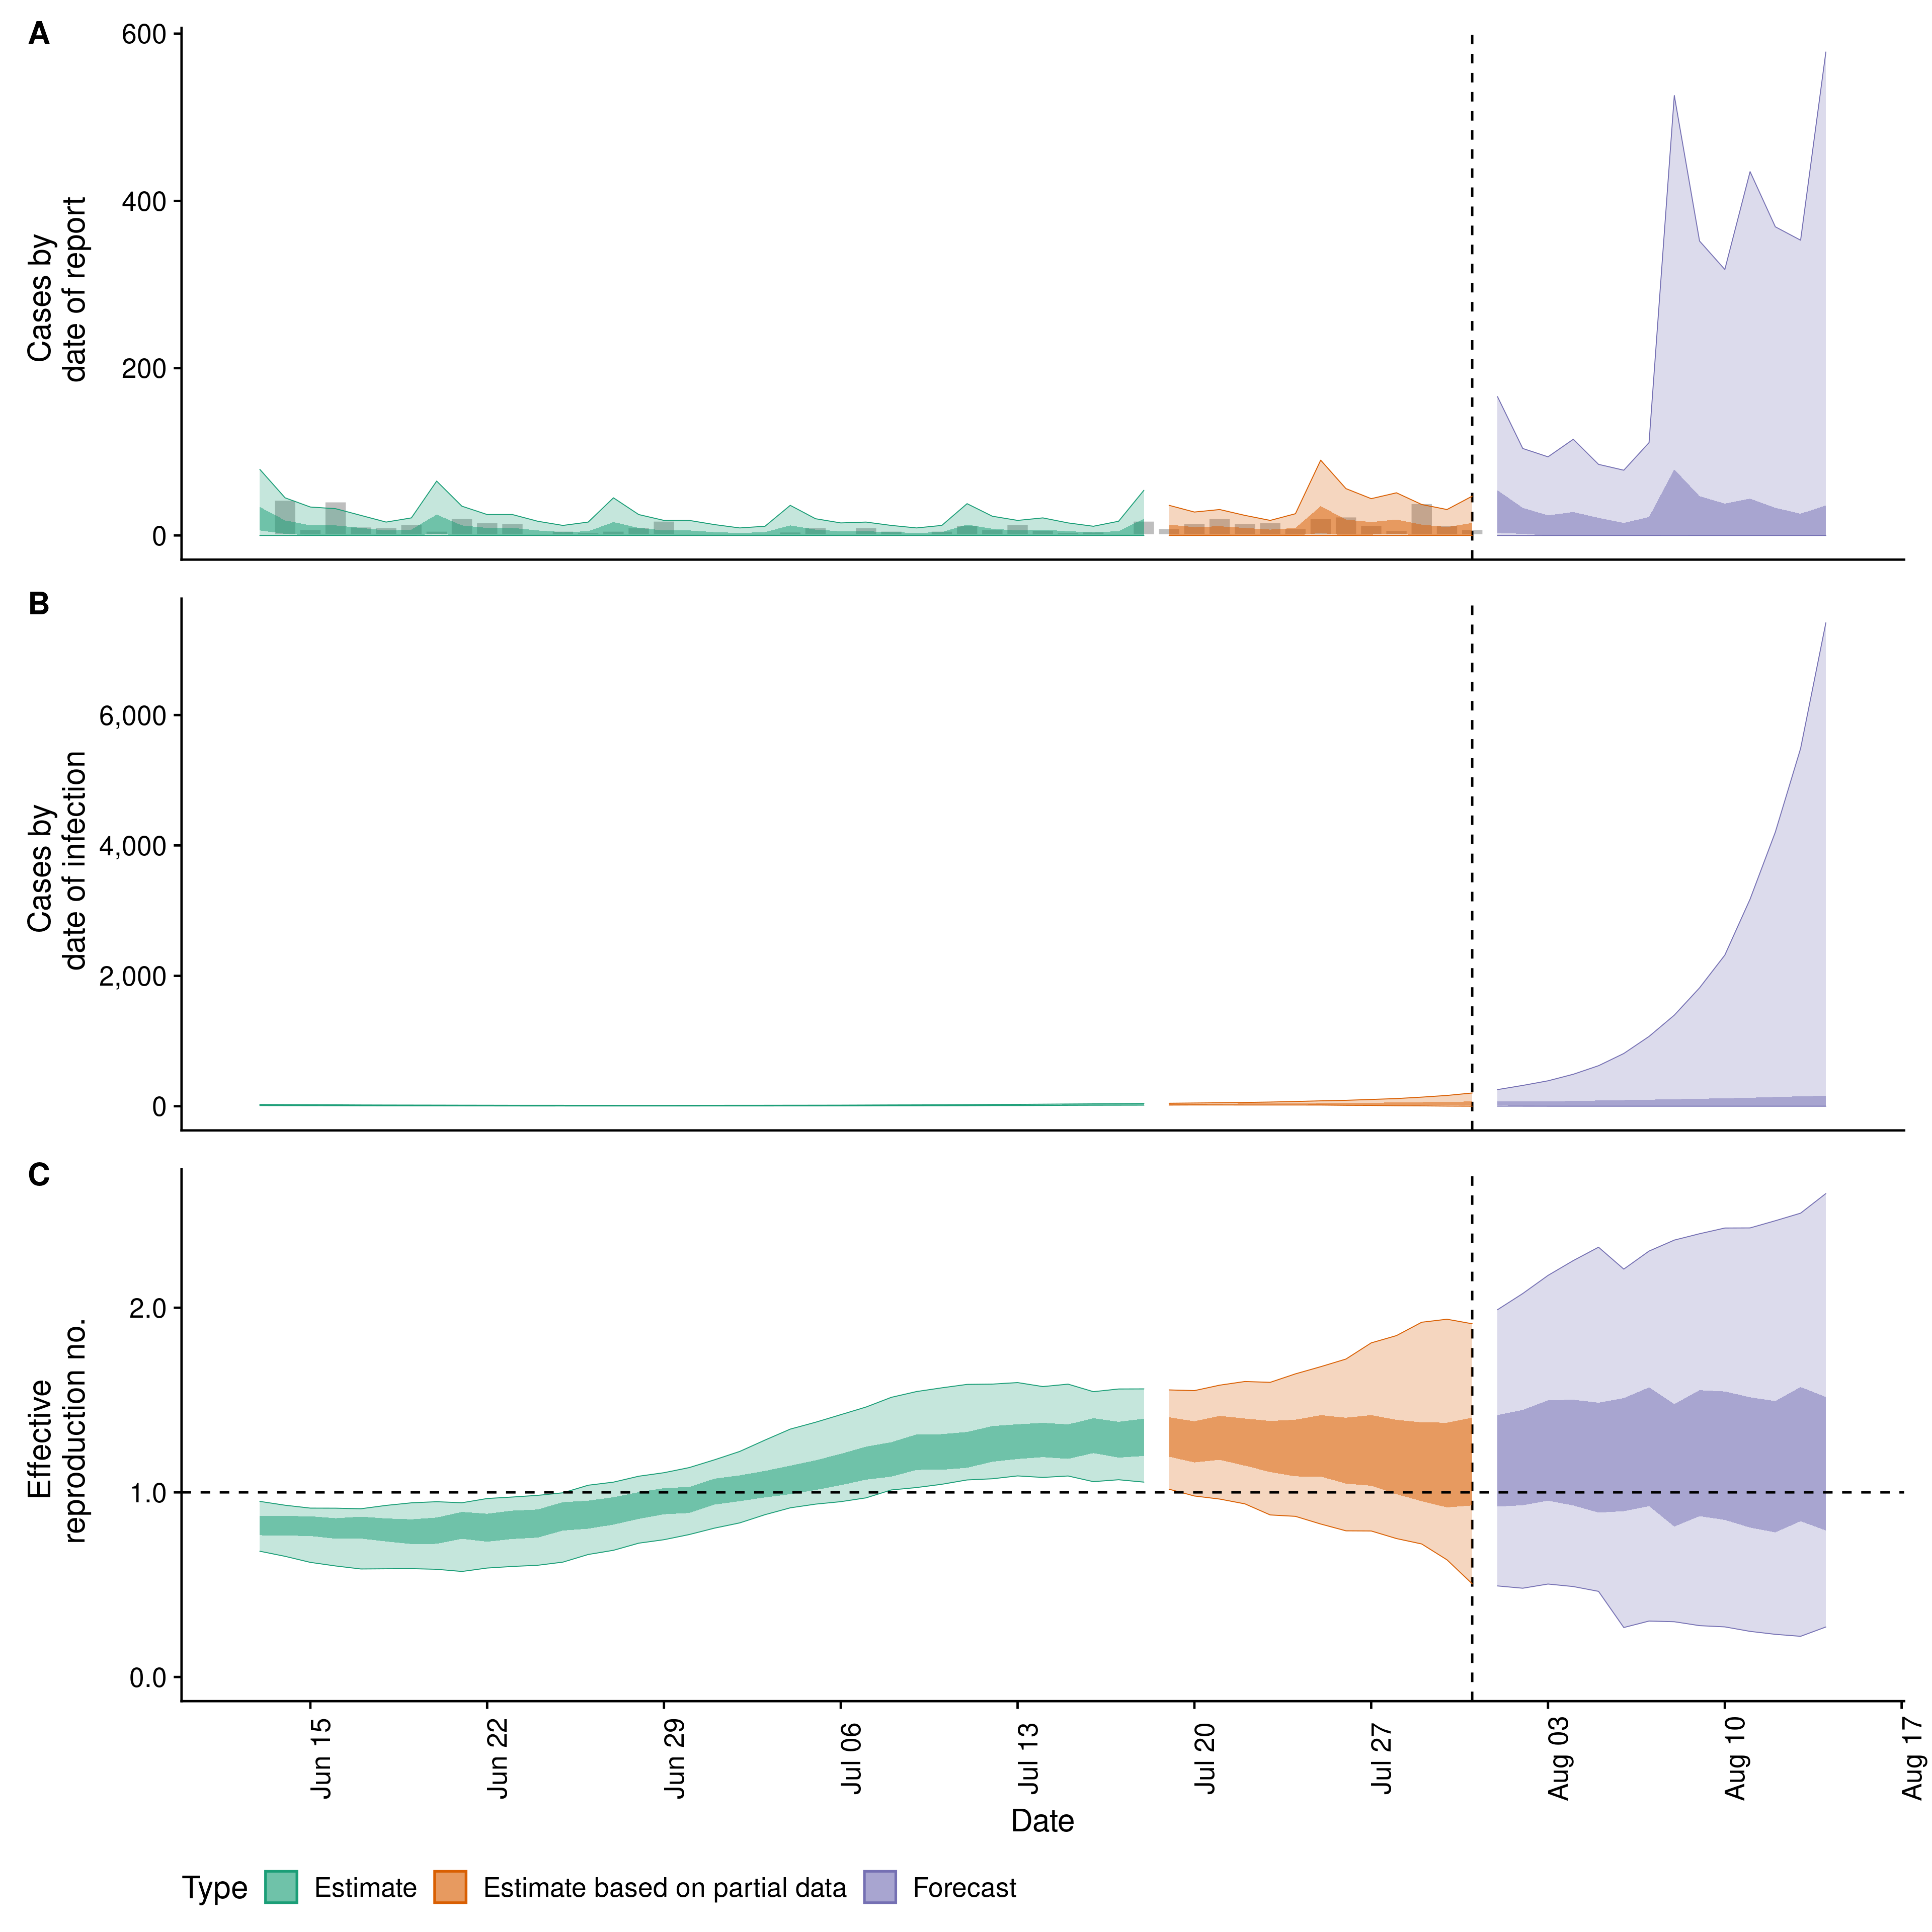 A
Cases by
date of report
600
400
200
0
B
Cases by
date of infection
6,000
4,000
2,000
0
C
Effective
reproduction no.
2.0
1.0
0.0
Jun 15
Jun 22
Jun 29
Jul 06
Jul 13
Jul 20
Jul 27
Aug 03
Aug 10
Aug 17
Date
Type Estimate Estimate based on partial data Forecast